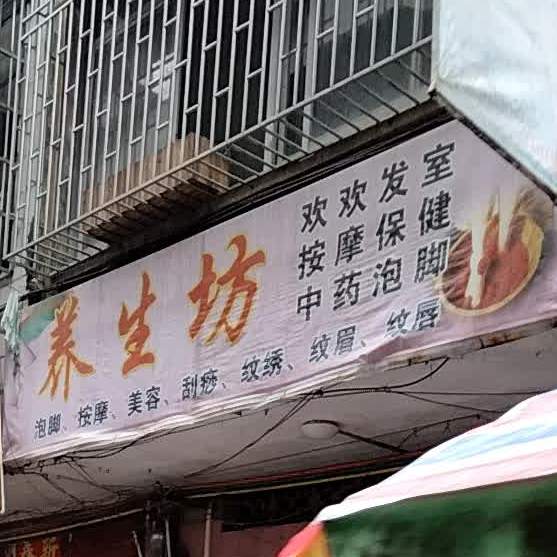 养生坊
欢欢发室
按摩保健
中药泡脚
泡脚、按摩、美容、刮痧、纹绣、纹眉、纹唇